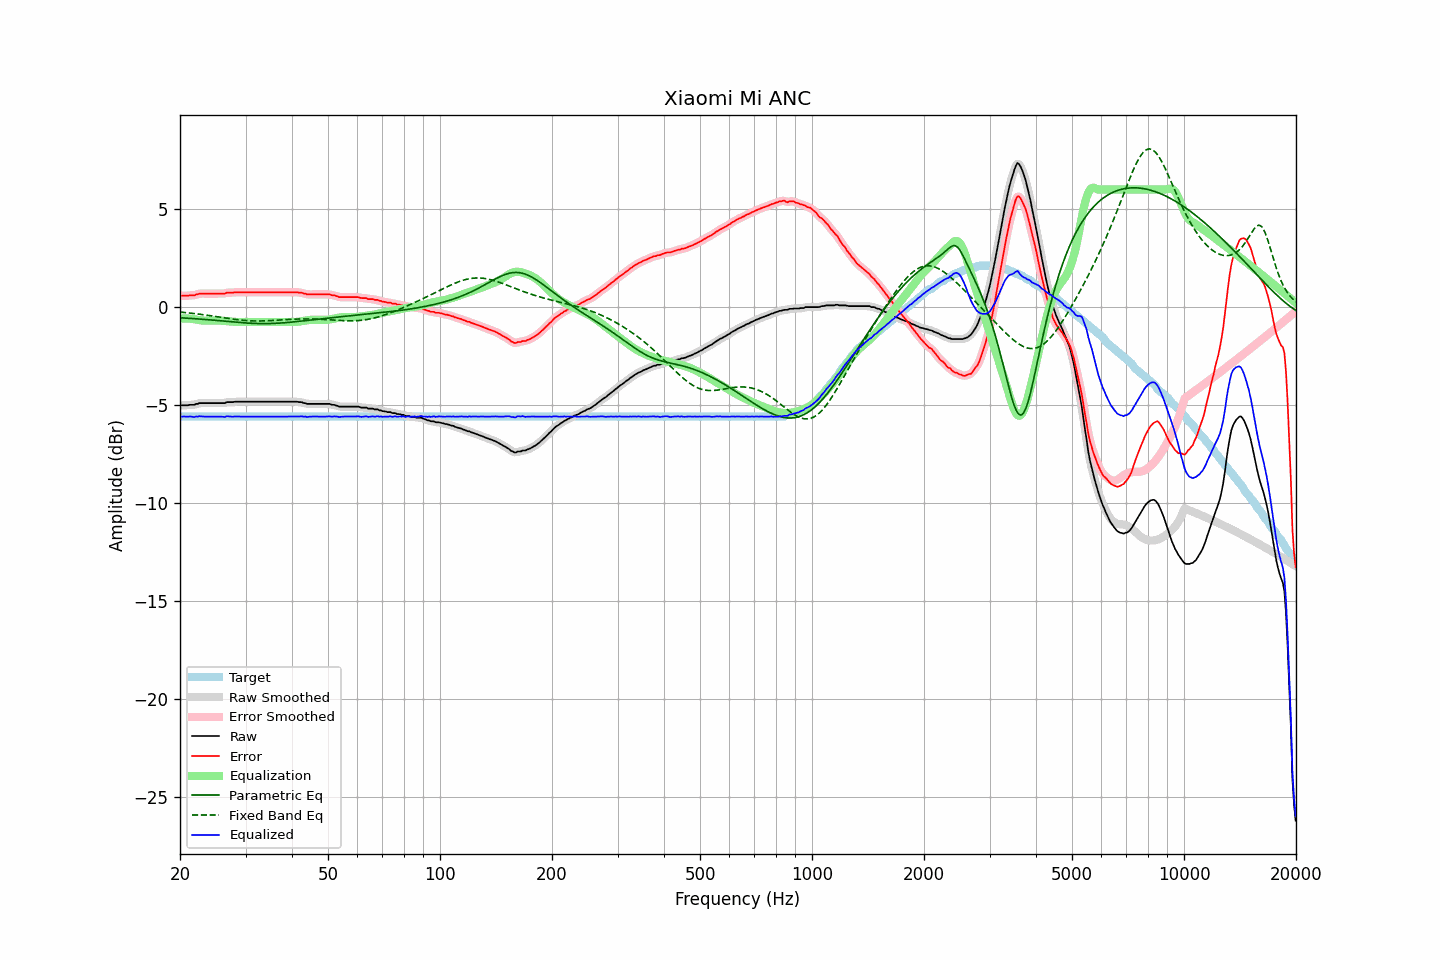 Xiaomi Mi ANC
Amplitude (dBr)
5
0
−5
−10
−15
−20
−25
Target
Raw Smoothed
Error Smoothed
Raw
Error
Equalization
Parametric Eq
Fixed Band Eq
Equalized
20 50 100 200 500 1000 2000 5000 10000 20000
Frequency (Hz)